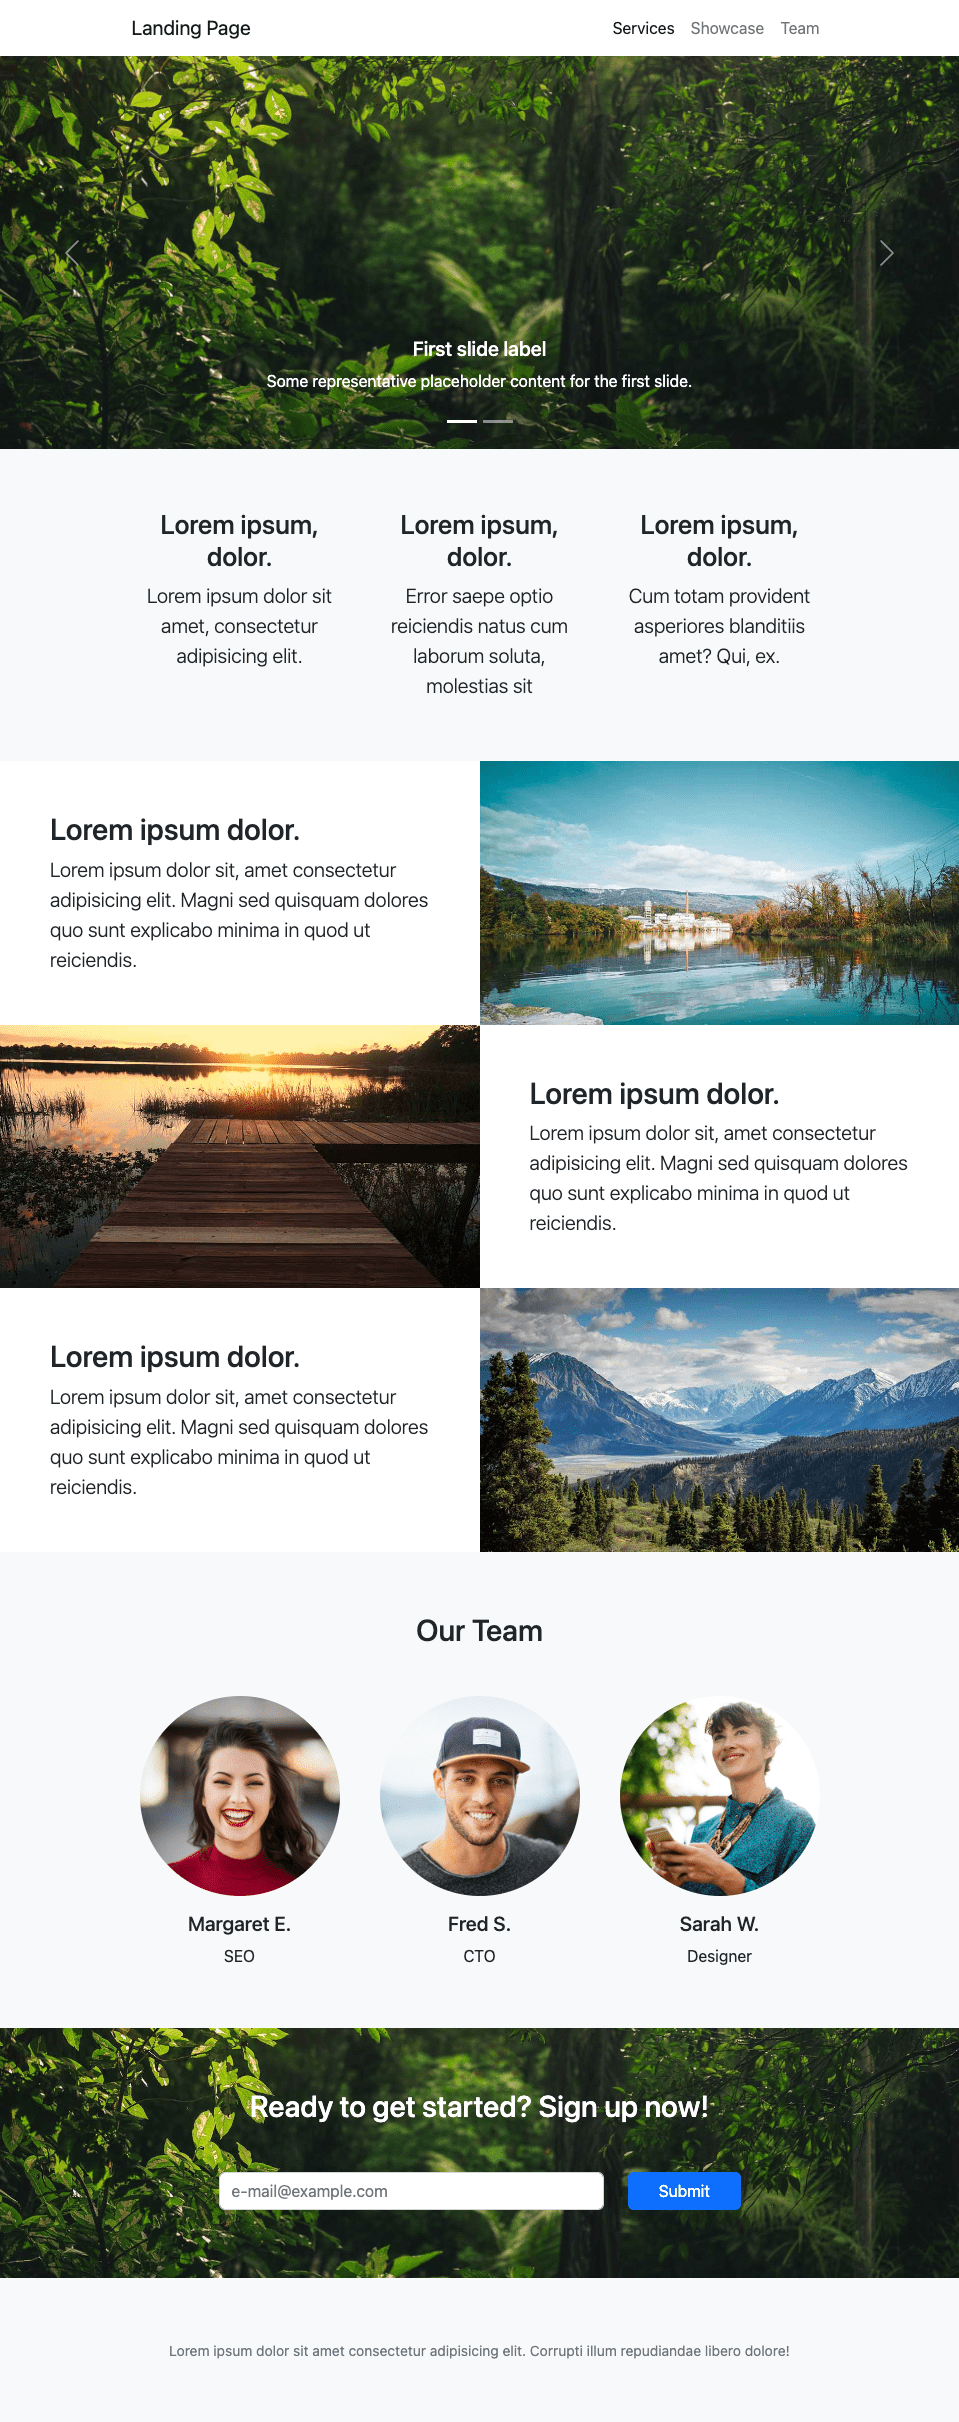 Landing Page
Services Showcase Team
First slide label
Some representative placeholder content for the first slide.
Lorem ipsum,
dolor.
Lorem ipsum dolor sit
amet, consectetur
adipisicing elit.
Lorem ipsum,
dolor.
Error saepe optio
reiciendis natus cum
laborum soluta,
molestias sit
Lorem ipsum,
dolor.
Cum totam provident
asperiores blanditiis
amet? Qui, ex.
Lorem ipsum dolor.
Lorem ipsum dolor sit, amet consectetur
adipisicing elit. Magni sed quisquam dolores
quo sunt explicabo minima in quod ut
reiciendis.
Lorem ipsum dolor.
Lorem ipsum dolor sit, amet consectetur
adipisicing elit. Magni sed quisquam dolores
quo sunt explicabo minima in quod ut
reiciendis.
Lorem ipsum dolor.
Lorem ipsum dolor sit, amet consectetur
adipisicing elit. Magni sed quisquam dolores
quo sunt explicabo minima in quod ut
reiciendis.
Our Team
Margaret E.
SEO
Fred S.
CTO
Sarah W.
Designer
Ready to get started? Sign up now!
e-mail@example.com
Submit
Lorem ipsum dolor sit amet consectetur adipisicing elit. Corrupti illum repudiandae libero dolore!